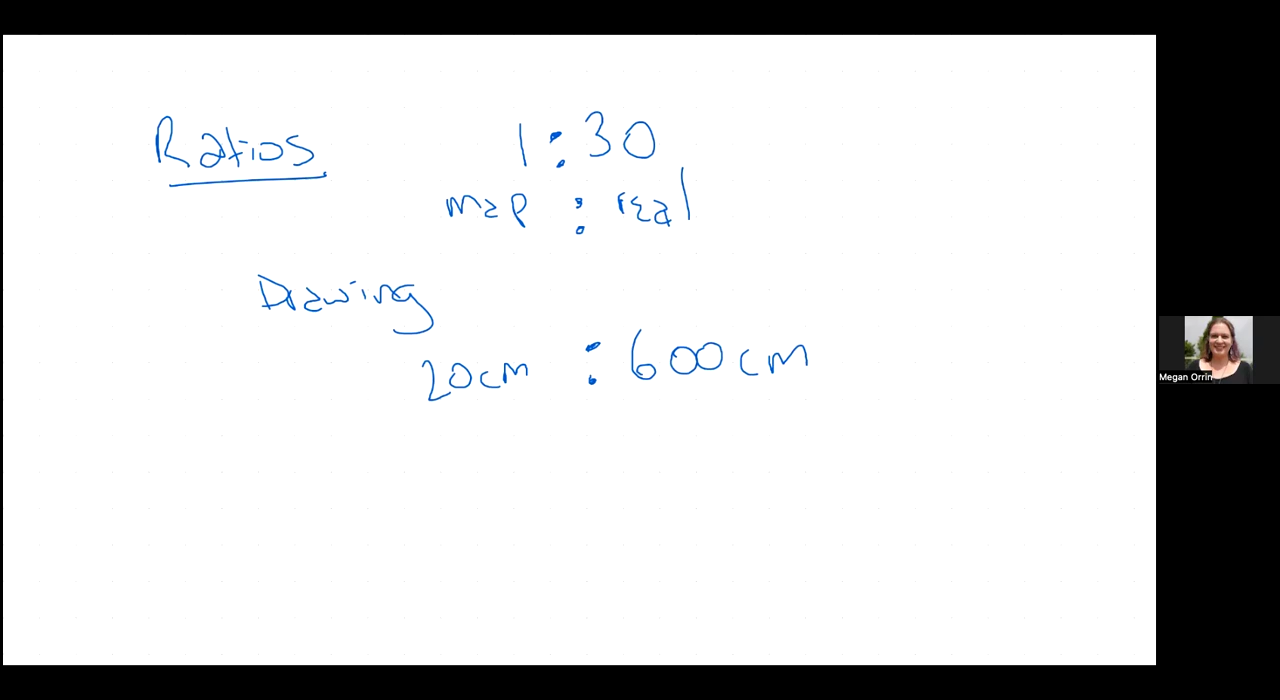 Ratios
1:30
map : real
Drawing
20cm : 600cm
Megan Orrin